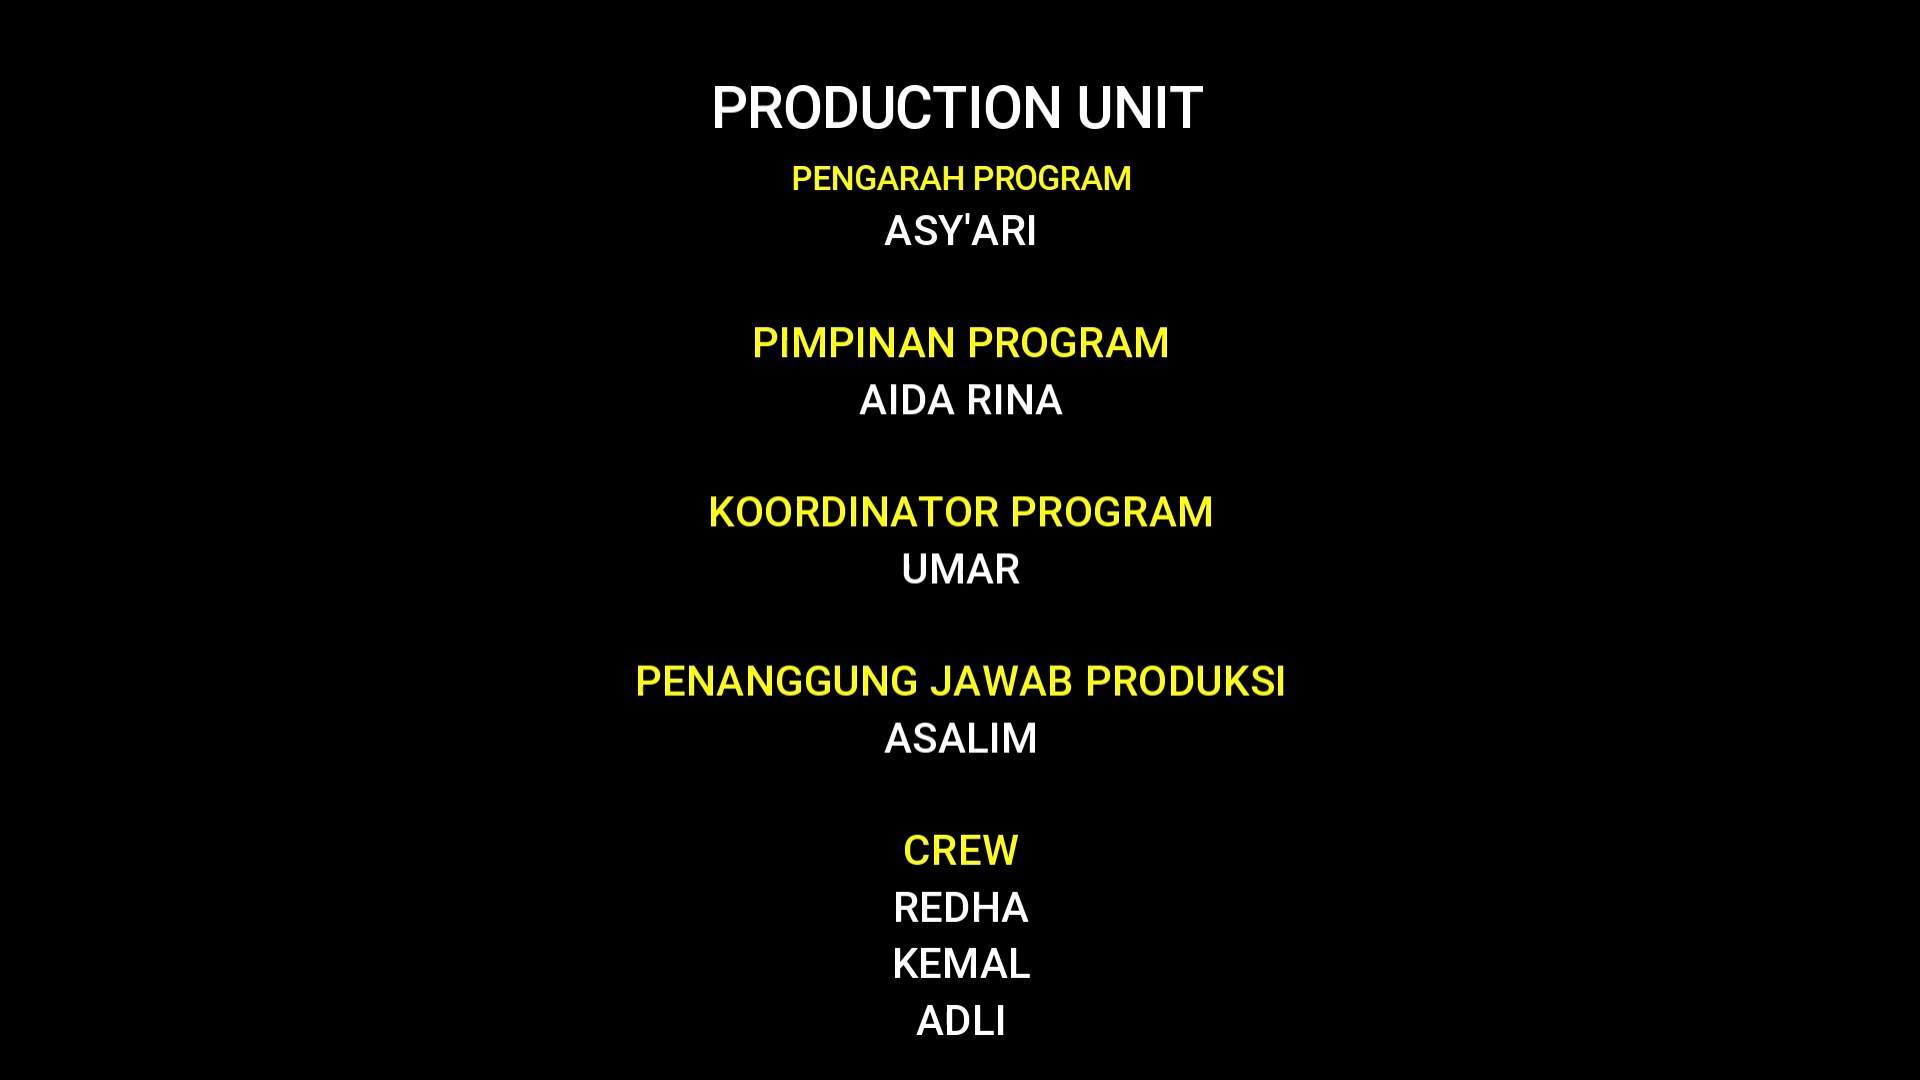 PRODUCTION UNIT
PENGARAH PROGRAM
ASY'ARI
PIMPINAN PROGRAM
AIDA RINA
KOORDINATOR PROGRAM
UMAR
PENANGGUNG JAWAB PRODUKSI
ASALIM
CREW
REDHA
KEMAL
ADLI